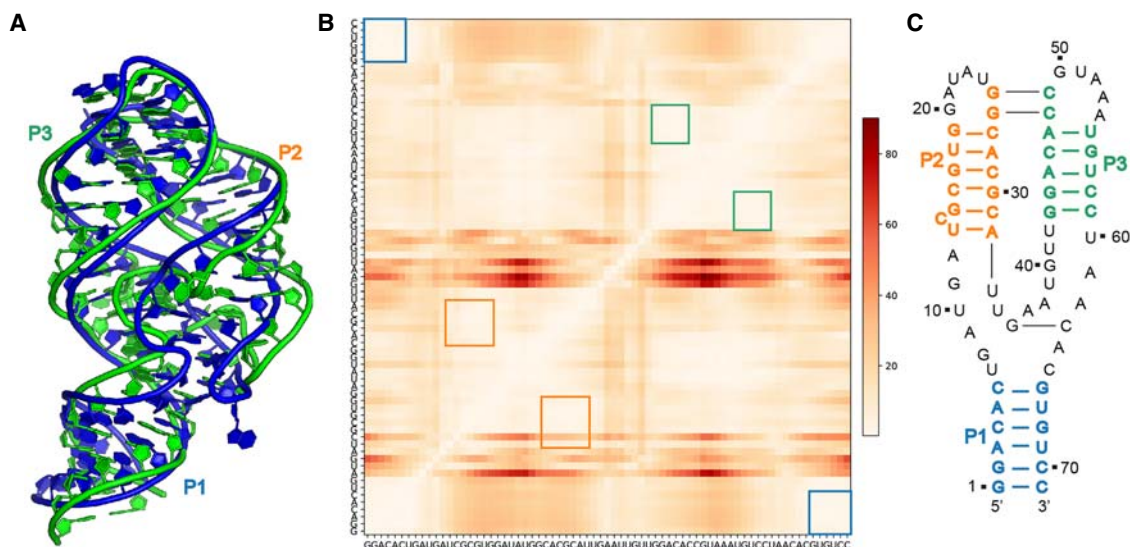 A
B
C
P3
P2
P1
80
60
40
20
GGACACUGAUGAUCGCGUGGAUAUGGCACGCAUUGAAUUGUUGGACACCGUAAAUGUCCUAACACGUGUCC
50
G U A A A
A U A U G C
20 G G C
G C A U
U A C G P3
P2 G C A U
C G G C
G C 30 G C
C U A U U 60
A U A
G 40 G A
10 U U U A
A G A A C
G A
U C
C G
A U
C G
P1 A U
G C 70
1 G C
5' 3'